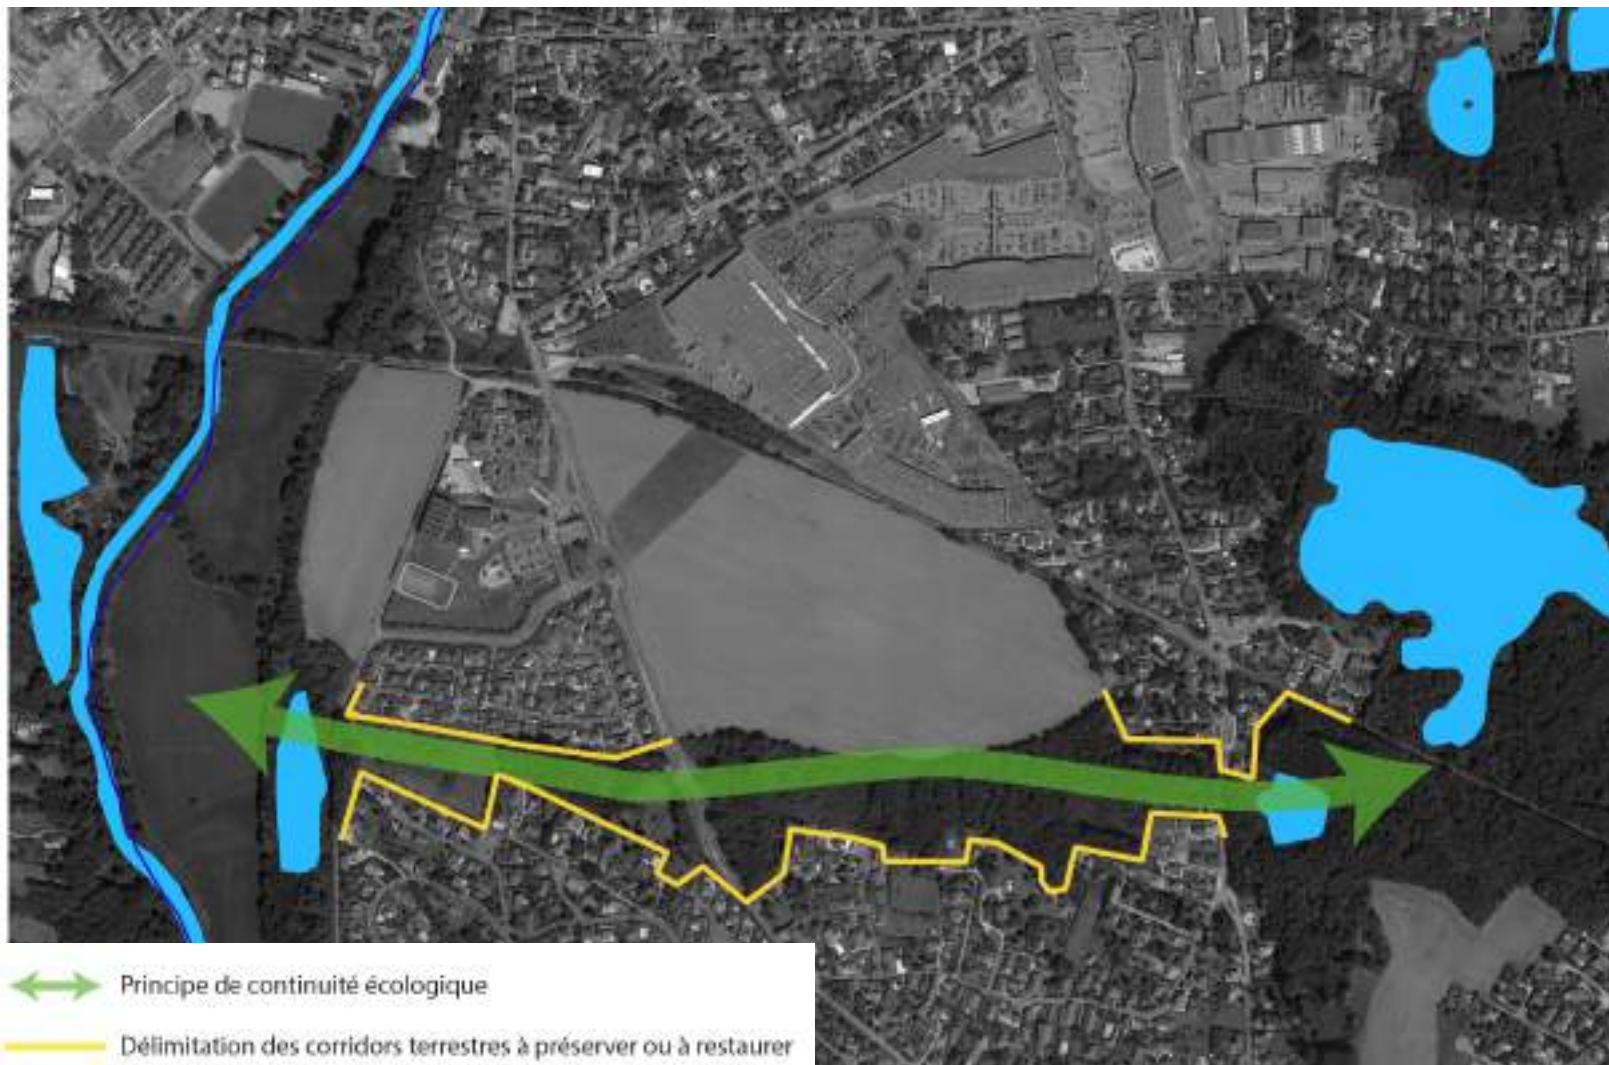 Principe de continuité écologique
Délimitation des corridors terrestres à préserver ou à restaurer